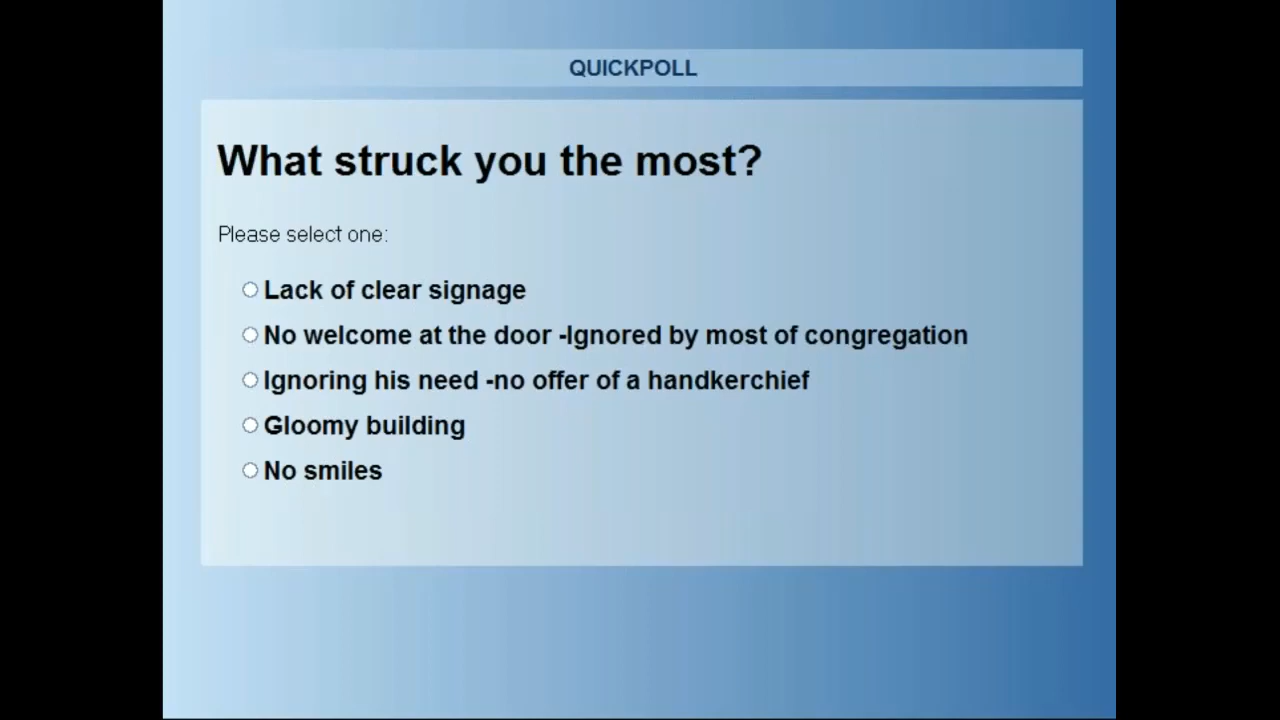 QUICKPOLL
What struck you the most?
Please select one:
Lack of clear signage
No welcome at the door -Ignored by most of congregation
Ignoring his need -no offer of a handkerchief
Gloomy building
No smiles